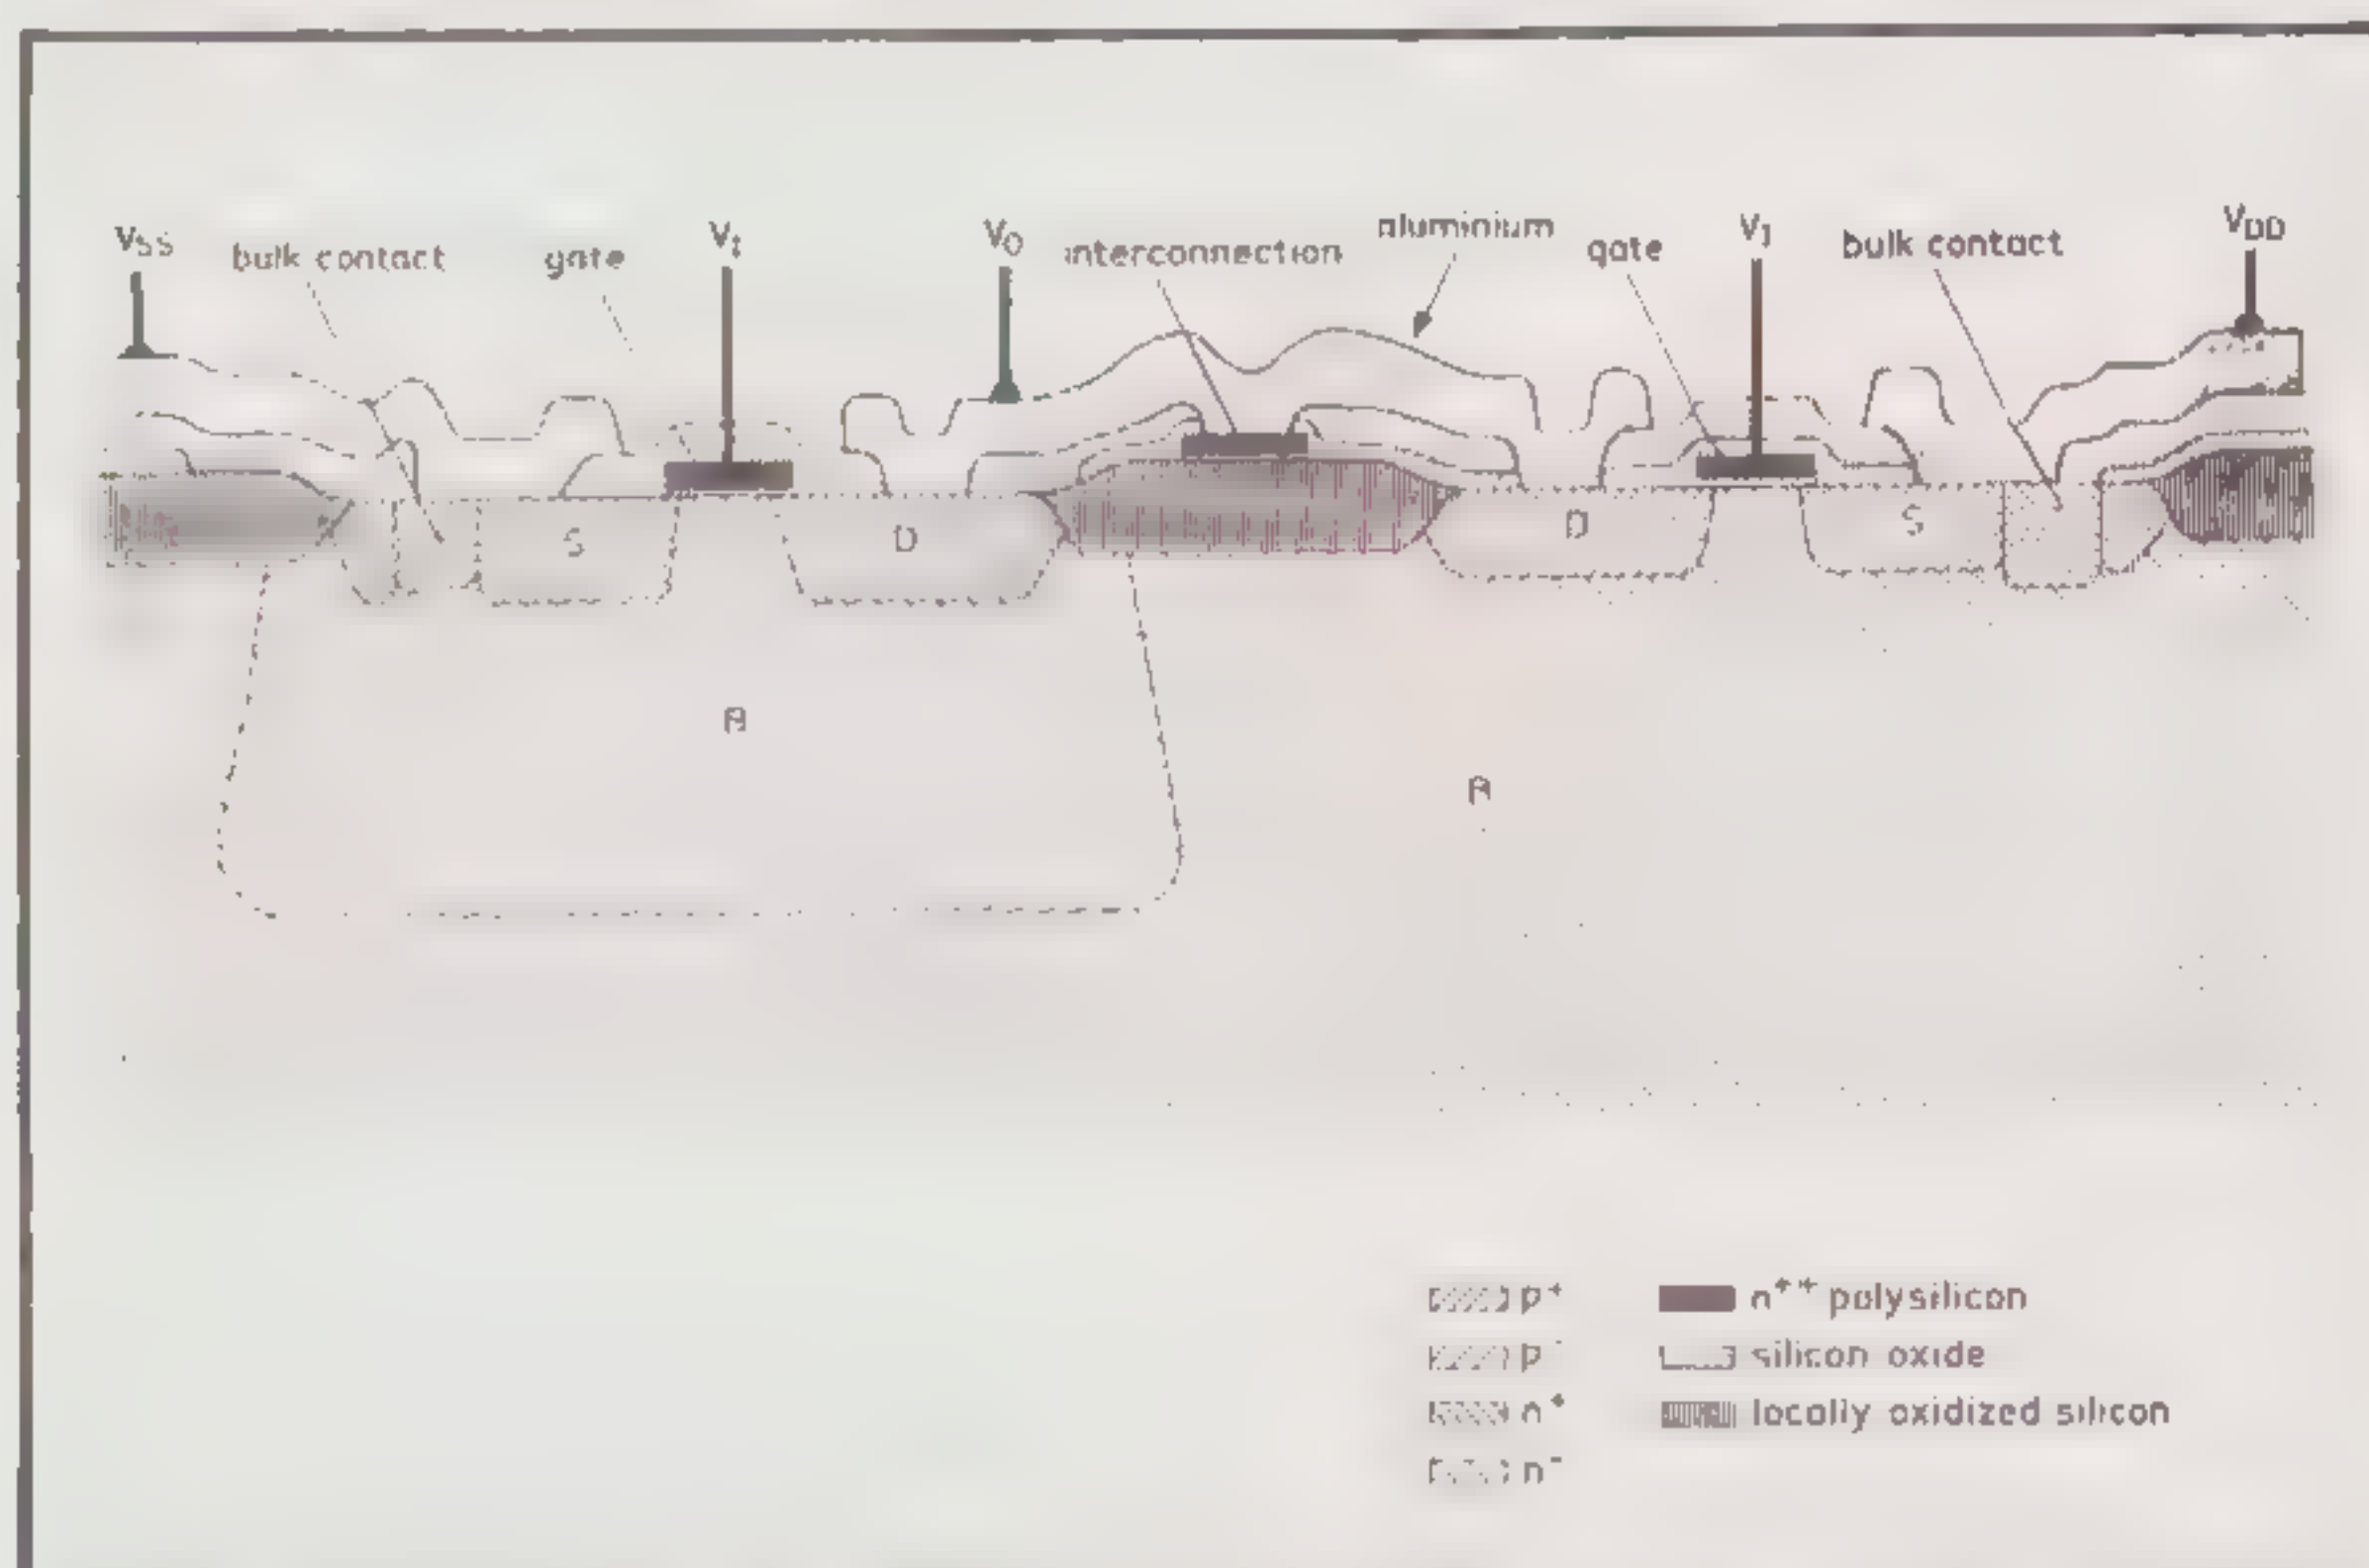 VSS
bulk contact
gate
VI
VO
interconnection
aluminium
gate
VI
bulk contact
VDD
S
D
D
S
p+
p-
n+
n-
n++ polysilicon
silicon oxide
locally oxidized silicon